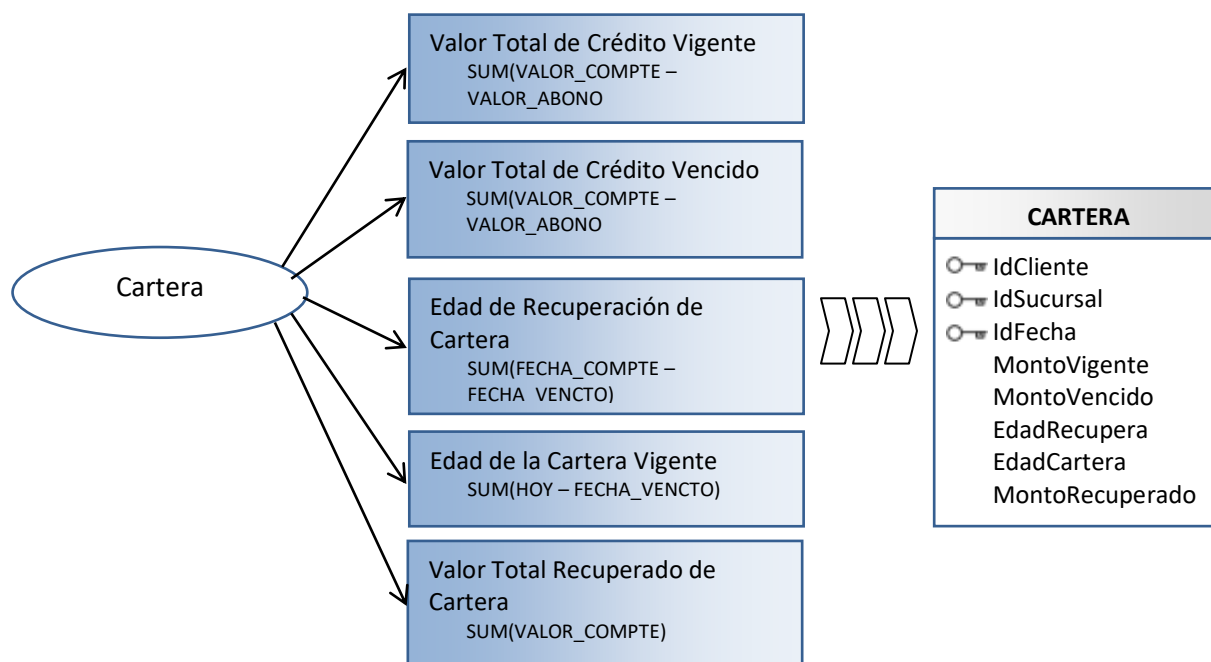 Cartera
Valor Total de Crédito Vigente
SUM(VALOR_COMPTE –
VALOR_ABONO
Valor Total de Crédito Vencido
SUM(VALOR_COMPTE –
VALOR_ABONO
Edad de Recuperación de
Cartera
SUM(FECHA_COMPTE –
FECHA_VENCTO)
Edad de la Cartera Vigente
SUM(HOY – FECHA_VENCTO)
Valor Total Recuperado de
Cartera
SUM(VALOR_COMPTE)
CARTERA
IdCliente
IdSucursal
IdFecha
MontoVigente
MontoVencido
EdadRecupera
EdadCartera
MontoRecuperado